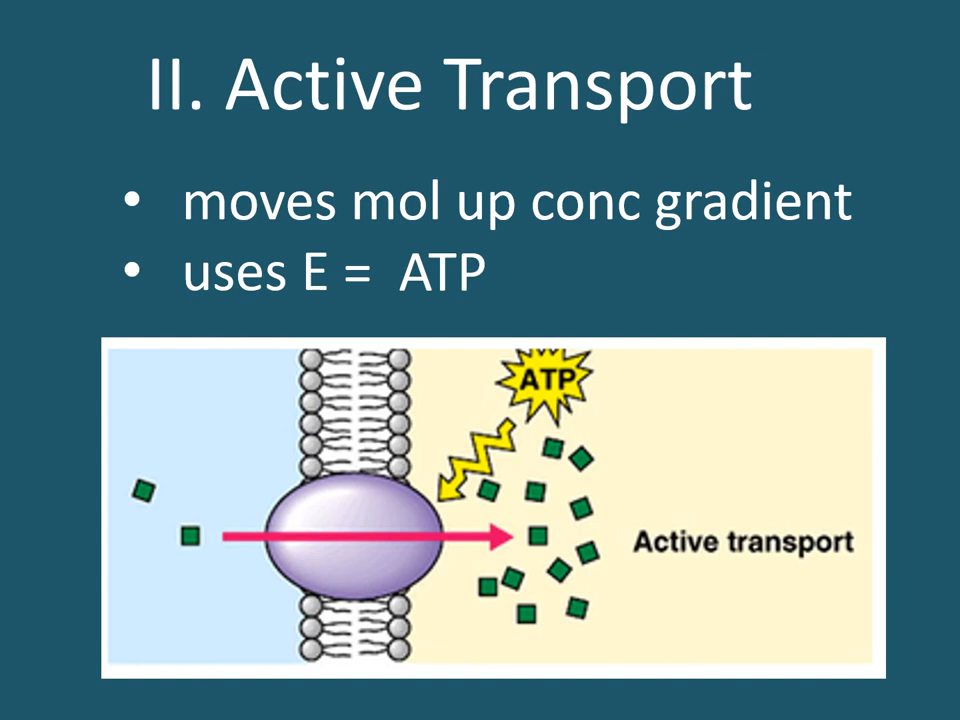 II. Active Transport
• moves mol up conc gradient
• uses E = ATP
ATP
Active transport